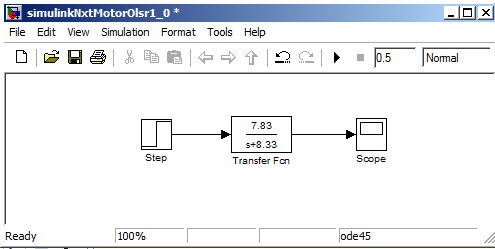 simulinkNxtMotorOlsr1_0 *
File Edit View Simulation Format Tools Help
0.5 Normal
7.83
s+8.33
Step Transfer Fcn Scope
Ready 100% ode45